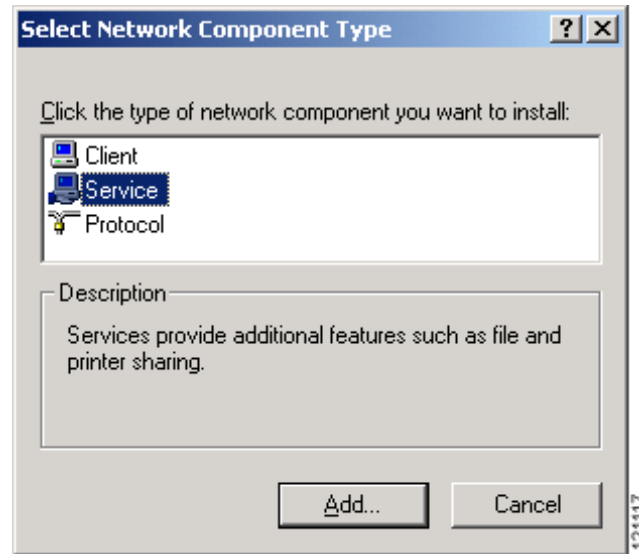 Select Network Component Type
Click the type of network component you want to install:
Client
Service
Protocol
Description
Services provide additional features such as file and
printer sharing.
Add...
Cancel
121117